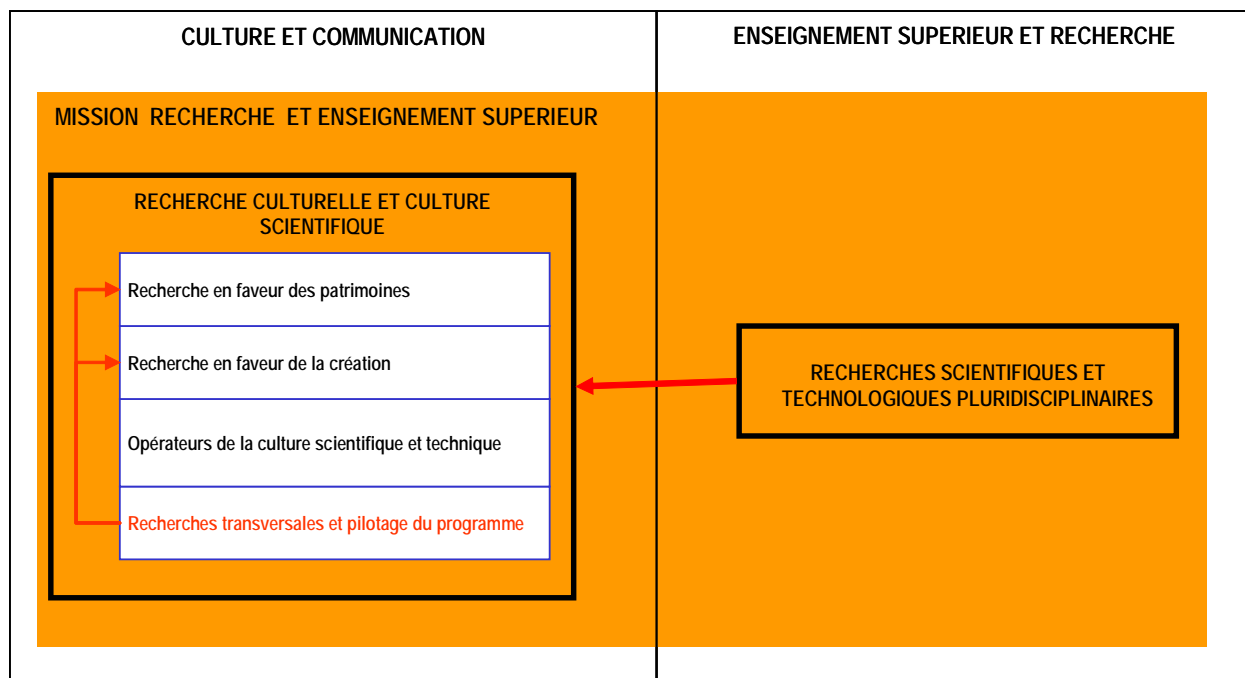 CULTURE ET COMMUNICATION
ENSEIGNEMENT SUPERIEUR ET RECHERCHE
MISSION RECHERCHE ET ENSEIGNEMENT SUPERIEUR
RECHERCHE CULTURELLE ET CULTURE
SCIENTIFIQUE
Recherche en faveur des patrimoines
Recherche en faveur de la création
Opérateurs de la culture scientifique et technique
Recherches transversales et pilotage du programme
RECHERCHES SCIENTIFIQUES ET
TECHNOLOGIQUES PLURIDISCIPLINAIRES